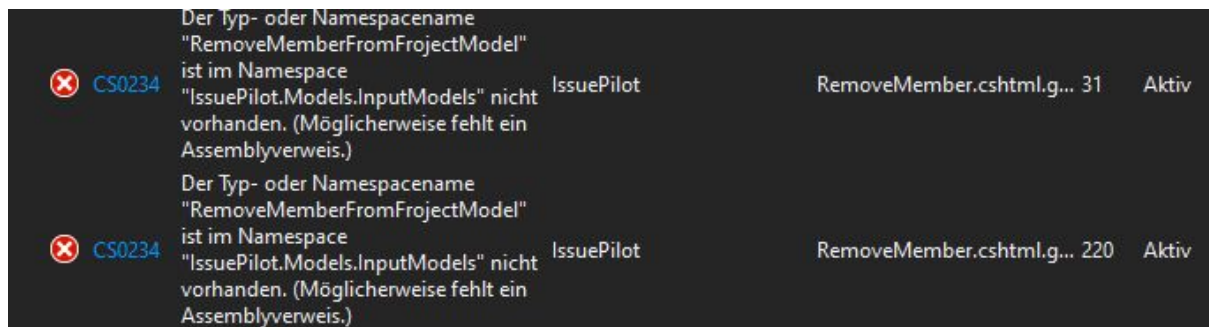 Der Typ- oder Namespacename
"RemoveMemberFromFrojectModel"
ist im Namespace
CS0234
"IssuePilot.Models.InputModels" nicht
IssuePilot
RemoveMember.cshtml.g... 31
Aktiv
vorhanden. (Möglicherweise fehlt ein
Assemblyverweis.)
Der Typ- oder Namespacename
"RemoveMemberFromFrojectModel"
ist im Namespace
CS0234
"IssuePilot.Models.InputModels" nicht
IssuePilot
RemoveMember.cshtml.g... 220
Aktiv
vorhanden. (Möglicherweise fehlt ein
Assemblyverweis.)